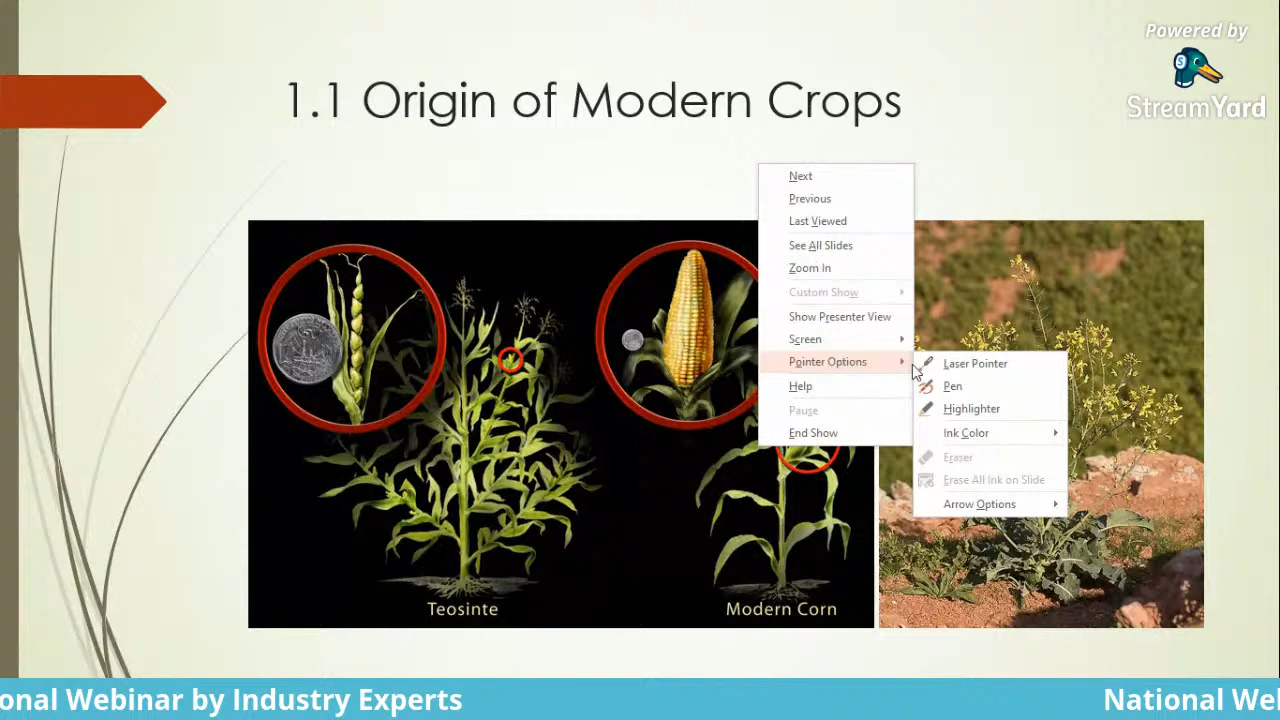 Powered by
StreamYard
1.1 Origin of Modern Crops
Next
Previous
Last Viewed
See All Slides
Zoom In
Custom Show
Show Presenter View
Screen
Pointer Options
Help
Pause
End Show
Laser Pointer
Pen
Highlighter
Ink Color
Eraser
Erase All Ink on Slide
Arrow Options
Teosinte
Modern Corn
onal Webinar by Industry Experts
National We